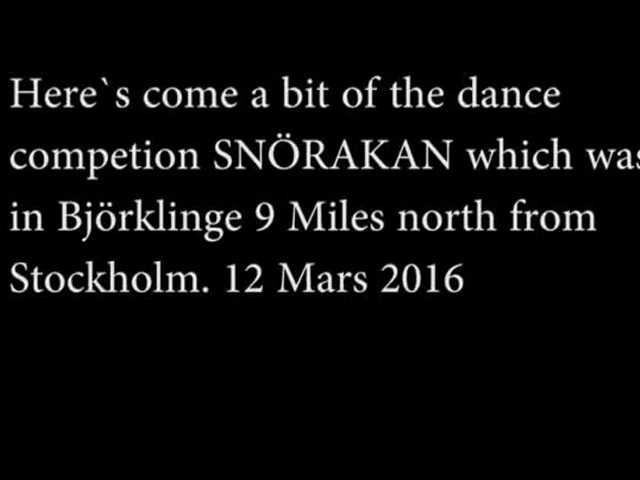 Here`s come a bit of the dance
competion SNÖRAKAN which was
in Björklinge 9 Miles north from
Stockholm. 12 Mars 2016